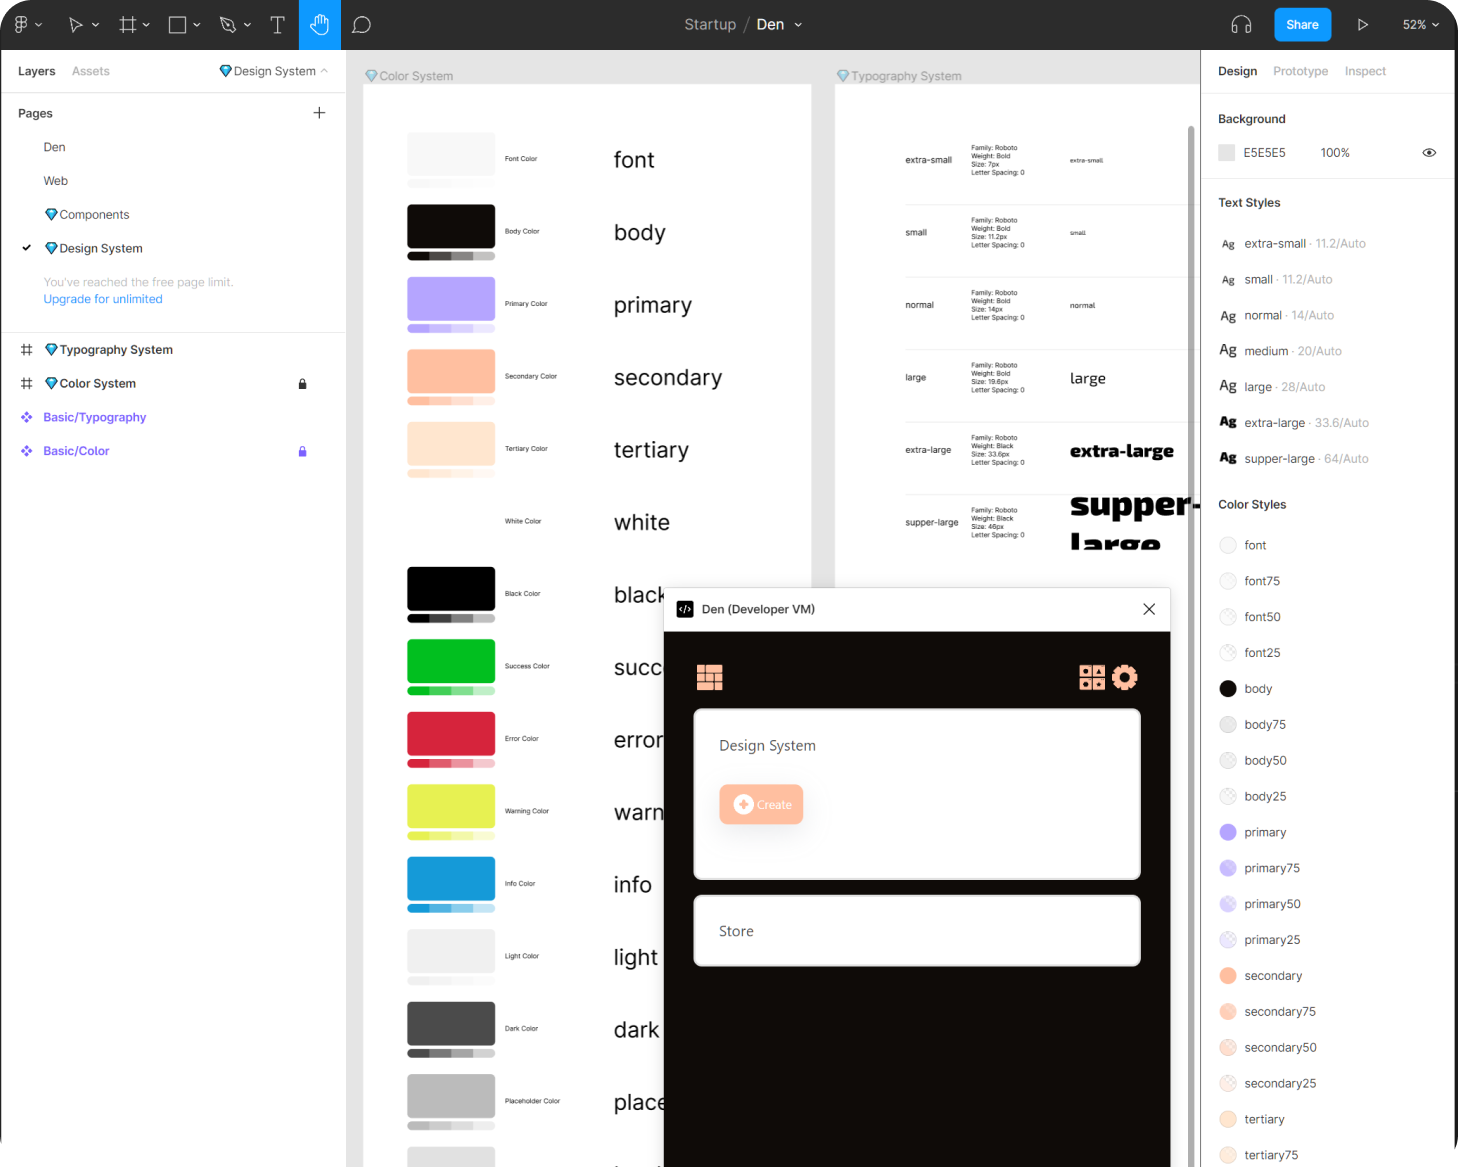 Startup / Den
Share
52%
Layers
Assets
Design System
Pages
Den
Web
Components
Design System
You've reached the free page limit.
Upgrade for unlimited
Typography System
Color System
Basic/Typography
Basic/Color
Color System
Font Color
font
Body Color
body
Primary Color
primary
Secondary Color
secondary
Tertiary Color
tertiary
White Color
white
Black Color
black
Success Color
succ
Error Color
error
Warning Color
warn
Info Color
info
Light Color
light
Dark Color
dark
Placeholder Color
place
Typography System
extra-small
Family: Roboto
Weight: Bold
Size: 7px
Letter Spacing: 0
extra-small
small
Family: Roboto
Weight: Bold
Size: 11.2px
Letter Spacing: 0
small
normal
Family: Roboto
Weight: Bold
Size: 14px
Letter Spacing: 0
normal
large
Family: Roboto
Weight: Bold
Size: 19.6px
Letter Spacing: 0
large
extra-large
Family: Roboto
Weight: Black
Size: 33.6px
Letter Spacing: 0
extra-large
supper-large
Family: Roboto
Weight: Black
Size: 46px
Letter Spacing: 0
supper-
large
Den (Developer VM)
Design System
Create
Store
Design
Prototype
Inspect
Background
E5E5E5
100%
Text Styles
Ag extra-small · 11.2/Auto
Ag small · 11.2/Auto
Ag normal · 14/Auto
Ag medium · 20/Auto
Ag large · 28/Auto
Ag extra-large · 33.6/Auto
Ag supper-large · 64/Auto
Color Styles
font
font75
font50
font25
body
body75
body50
body25
primary
primary75
primary50
primary25
secondary
secondary75
secondary50
secondary25
tertiary
tertiary75